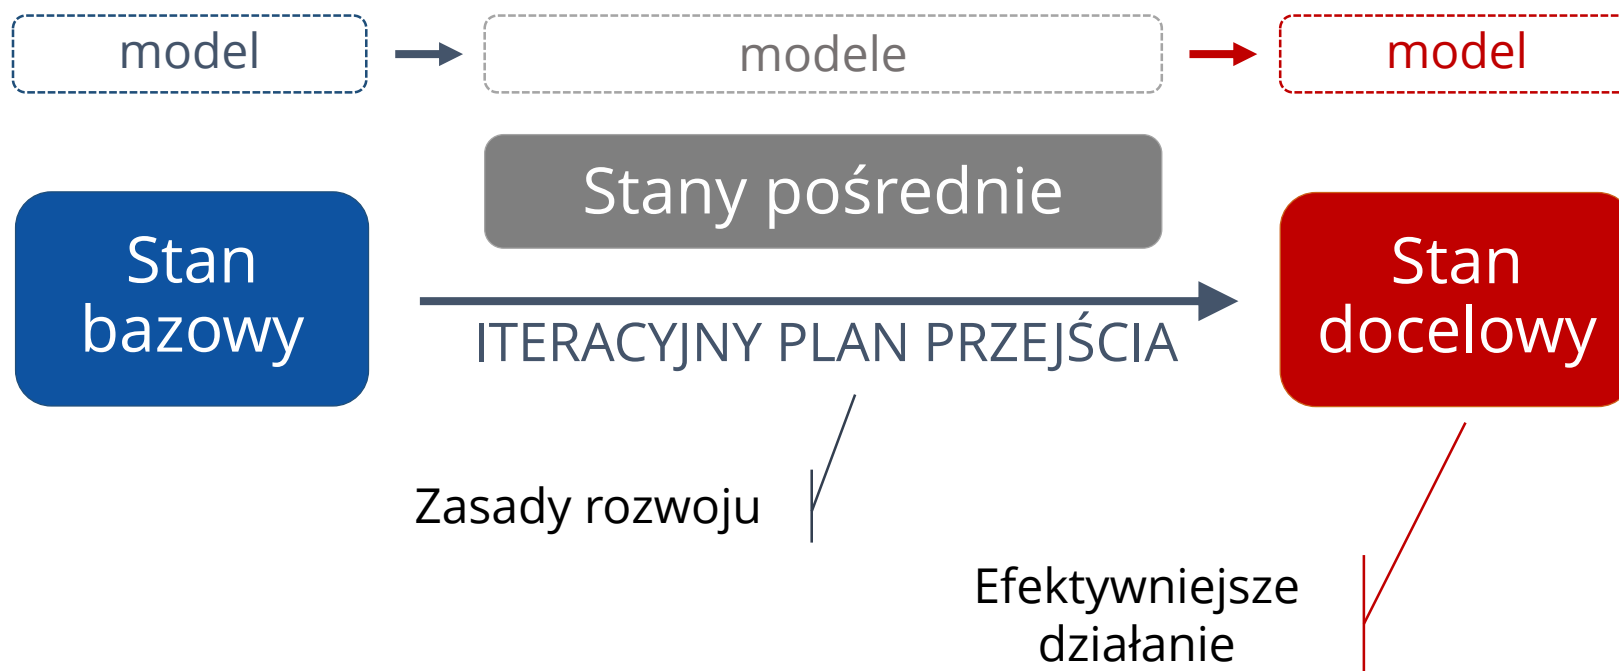 model
modele
model
Stany pośrednie
Stan
bazowy
Stan
docelowy
ITERACYJNY PLAN PRZEJŚCIA
Zasady rozwoju
Efektywniejsze
działanie